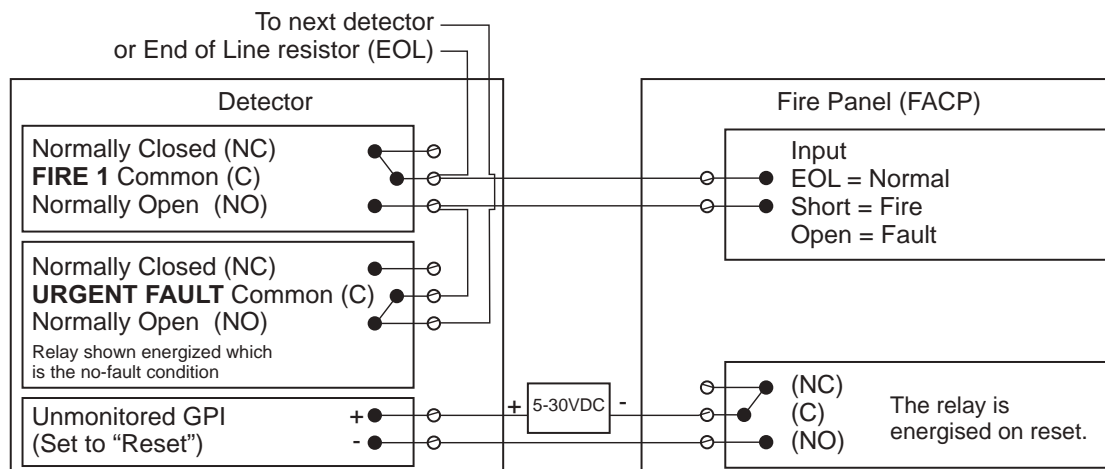 To next detector
or End of Line resistor (EOL)
Detector
Normally Closed (NC)
FIRE 1 Common (C)
Normally Open (NO)
Normally Closed (NC)
URGENT FAULT Common (C)
Normally Open (NO)
Relay shown energized which
is the no-fault condition
Unmonitored GPI +
(Set to “Reset”) -
+ 5-30VDC -
Fire Panel (FACP)
Input
EOL = Normal
Short = Fire
Open = Fault
(NC)
(C)
(NO)
The relay is
energised on reset.